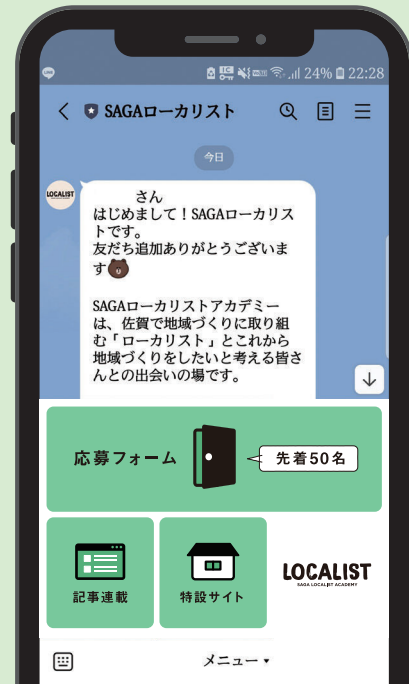 24% 22:28
SAGAローカリスト
今日
LOCALIST
さん
はじめまして！SAGAローカリス
トです。
友だち追加ありがとうございま
す
SAGAローカリストアカデミー
は、佐賀で地域づくりに取り組
む「ローカリスト」とこれから
地域づくりをしたいと考える皆さ
んとの出会いの場です。
応募フォーム
先着50名
記事連載
特設サイト
LOCALIST
SAGA LOCALIST ACADEMY
メニュー▾